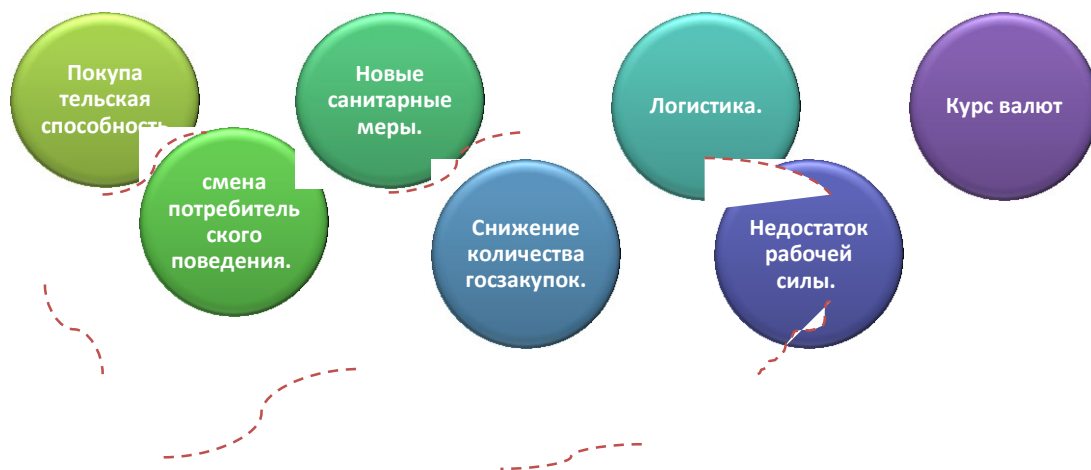 Покупа
тельская
способность
смена
потребитель
ского
поведения.
Новые
санитарные
меры.
Снижение
количества
госзакупок.
Логистика.
Недостаток
рабочей
силы.
Курс валют